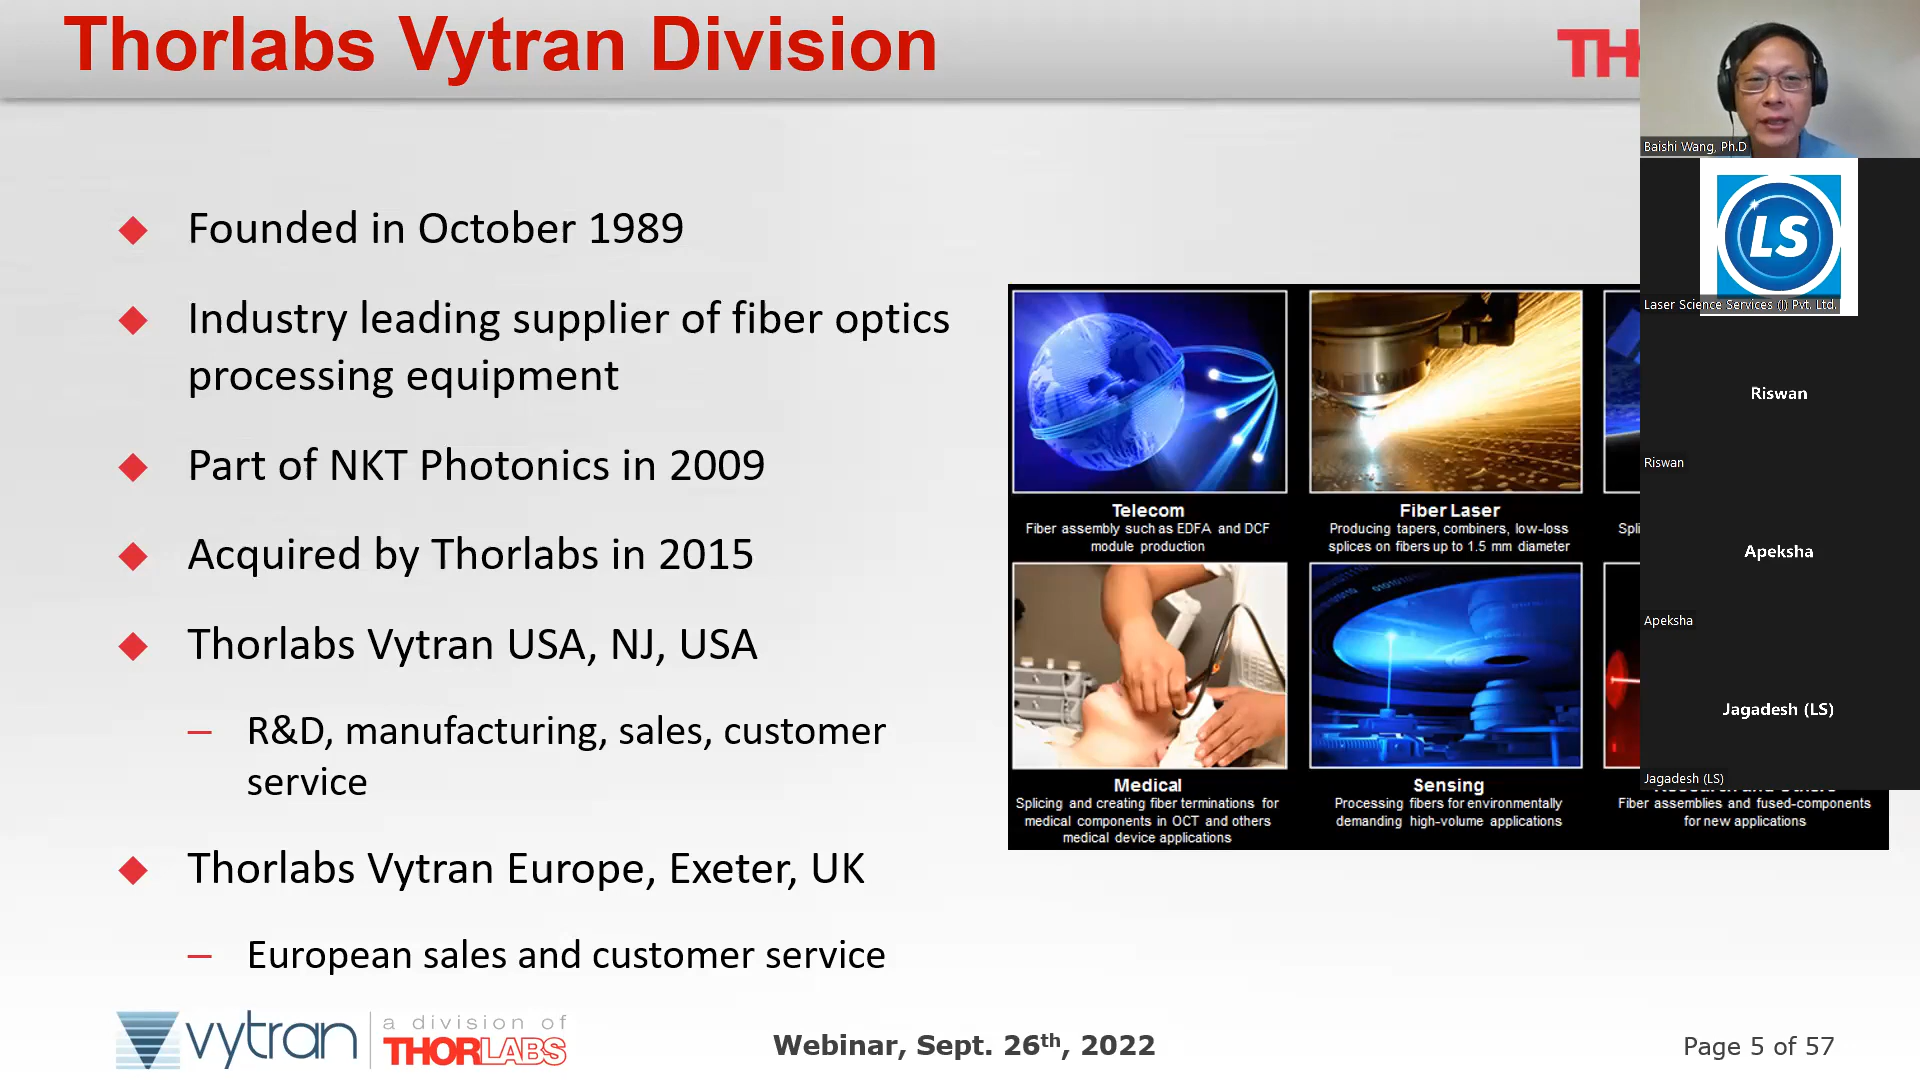 Thorlabs Vytran Division
TH
Founded in October 1989
Industry leading supplier of fiber optics
processing equipment
Part of NKT Photonics in 2009
Acquired by Thorlabs in 2015
Thorlabs Vytran USA, NJ, USA
– R&D, manufacturing, sales, customer
service
Thorlabs Vytran Europe, Exeter, UK
– European sales and customer service
Telecom
Fiber assembly such as EDFA and DCF
module production
Fiber Laser
Producing tapers, combiners, low-loss
splices on fibers up to 1.5 mm diameter
Medical
Splicing and creating fiber terminations for
medical components in OCT and others
medical device applications
Sensing
Processing fibers for environmentally
demanding high-volume applications
Fiber assemblies and fused-components
for new applications
Baishi Wang, Ph.D
LS
Laser Science Services (I) Pvt. Ltd.
Riswan
Riswan
Apeksha
Apeksha
Jagadesh (LS)
Jagadesh (LS)
vytran
a division of
THORLABS
Webinar, Sept. 26th, 2022
Page 5 of 57